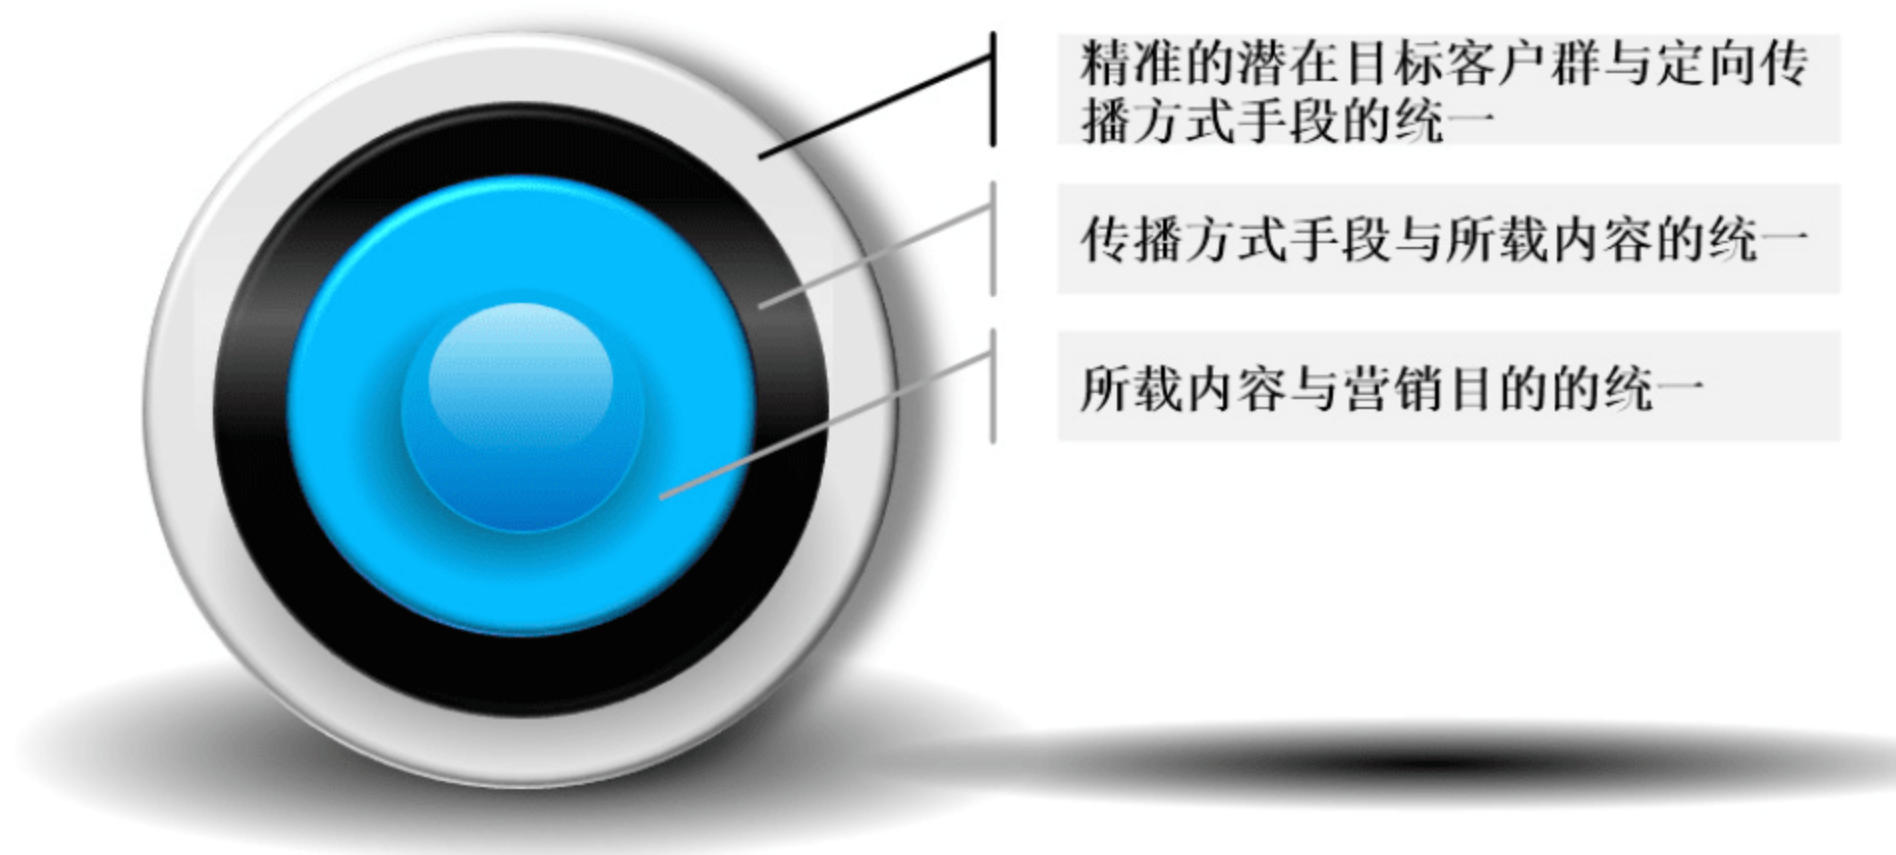 精准的潜在目标客户群与定向传
播方式手段的统一
传播方式手段与所载内容的统一
所载内容与营销目的的统一